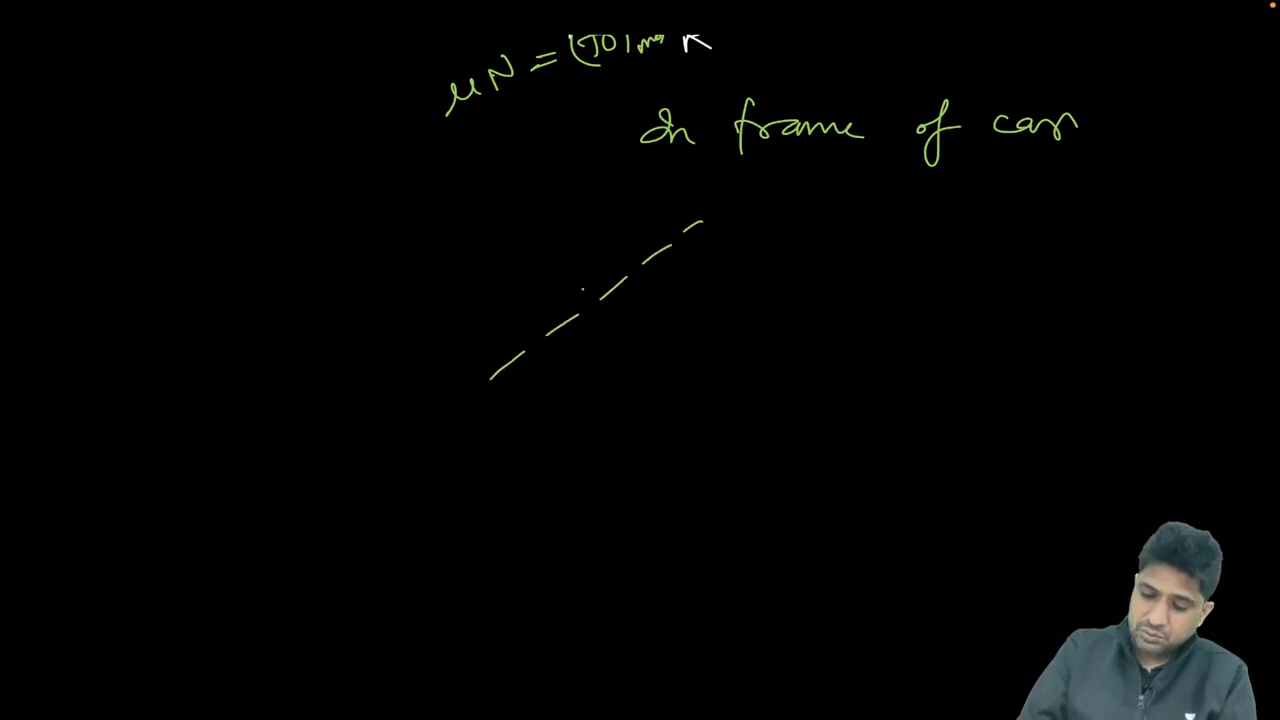 μN =
In frame of car